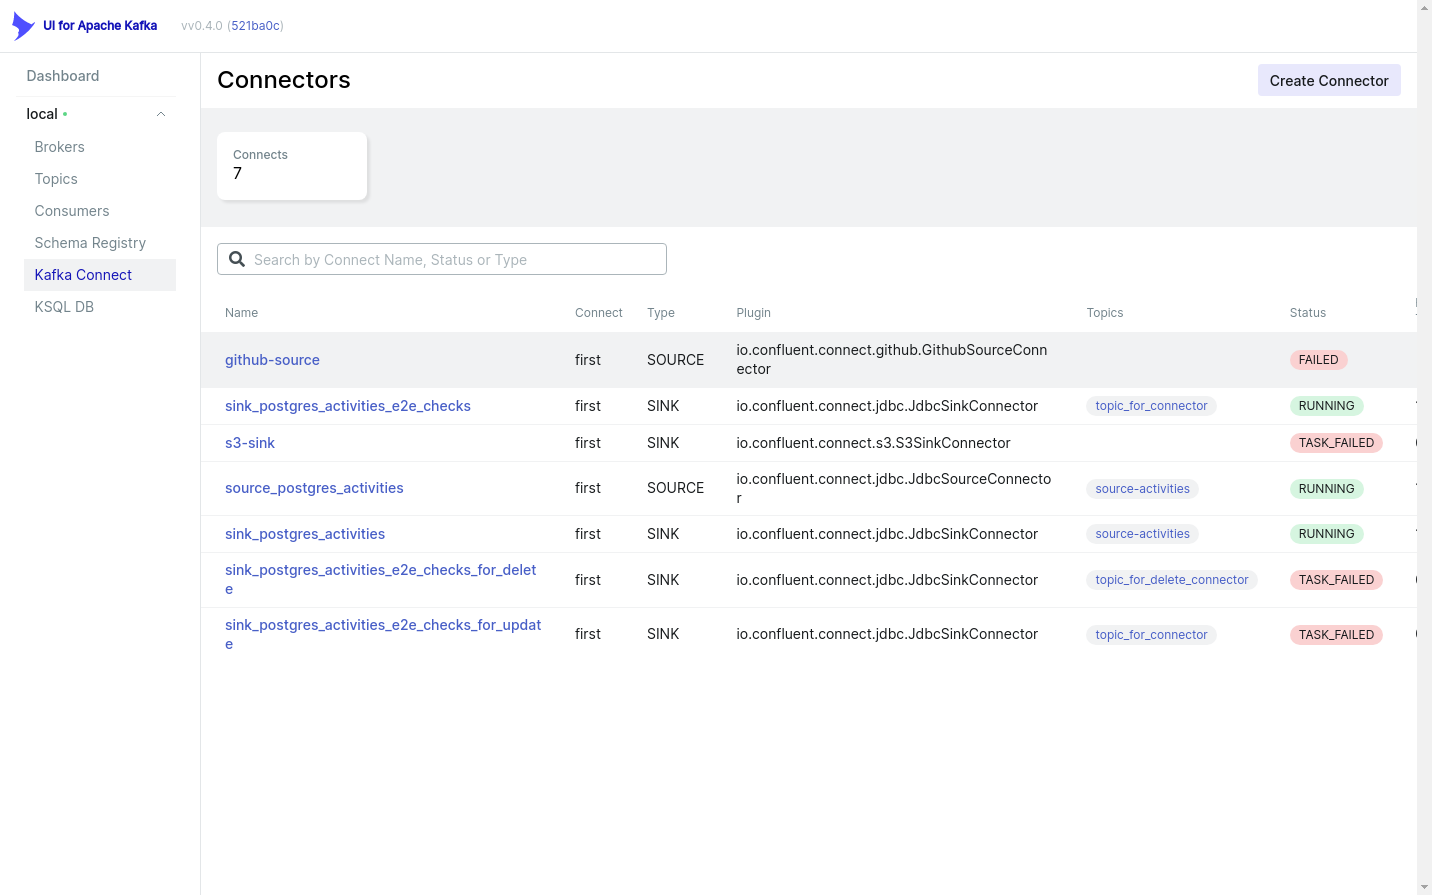 UI for Apache Kafka vv0.4.0 (521ba0c)
Dashboard
local
Brokers
Topics
Consumers
Schema Registry
Kafka Connect
KSQL DB
Connectors
Create Connector
Connects
7
Search by Connect Name, Status or Type
Name Connect Type Plugin Topics Status
github-source first SOURCE io.confluent.connect.github.GithubSourceConn
ector FAILED
sink_postgres_activities_e2e_checks first SINK io.confluent.connect.jdbc.JdbcSinkConnector topic_for_connector RUNNING
s3-sink first SINK io.confluent.connect.s3.S3SinkConnector TASK_FAILED
source_postgres_activities first SOURCE io.confluent.connect.jdbc.JdbcSourceConnecto
r source-activities RUNNING
sink_postgres_activities first SINK io.confluent.connect.jdbc.JdbcSinkConnector source-activities RUNNING
sink_postgres_activities_e2e_checks_for_delet
e first SINK io.confluent.connect.jdbc.JdbcSinkConnector topic_for_delete_connector TASK_FAILED
sink_postgres_activities_e2e_checks_for_updat
e first SINK io.confluent.connect.jdbc.JdbcSinkConnector topic_for_connector TASK_FAILED